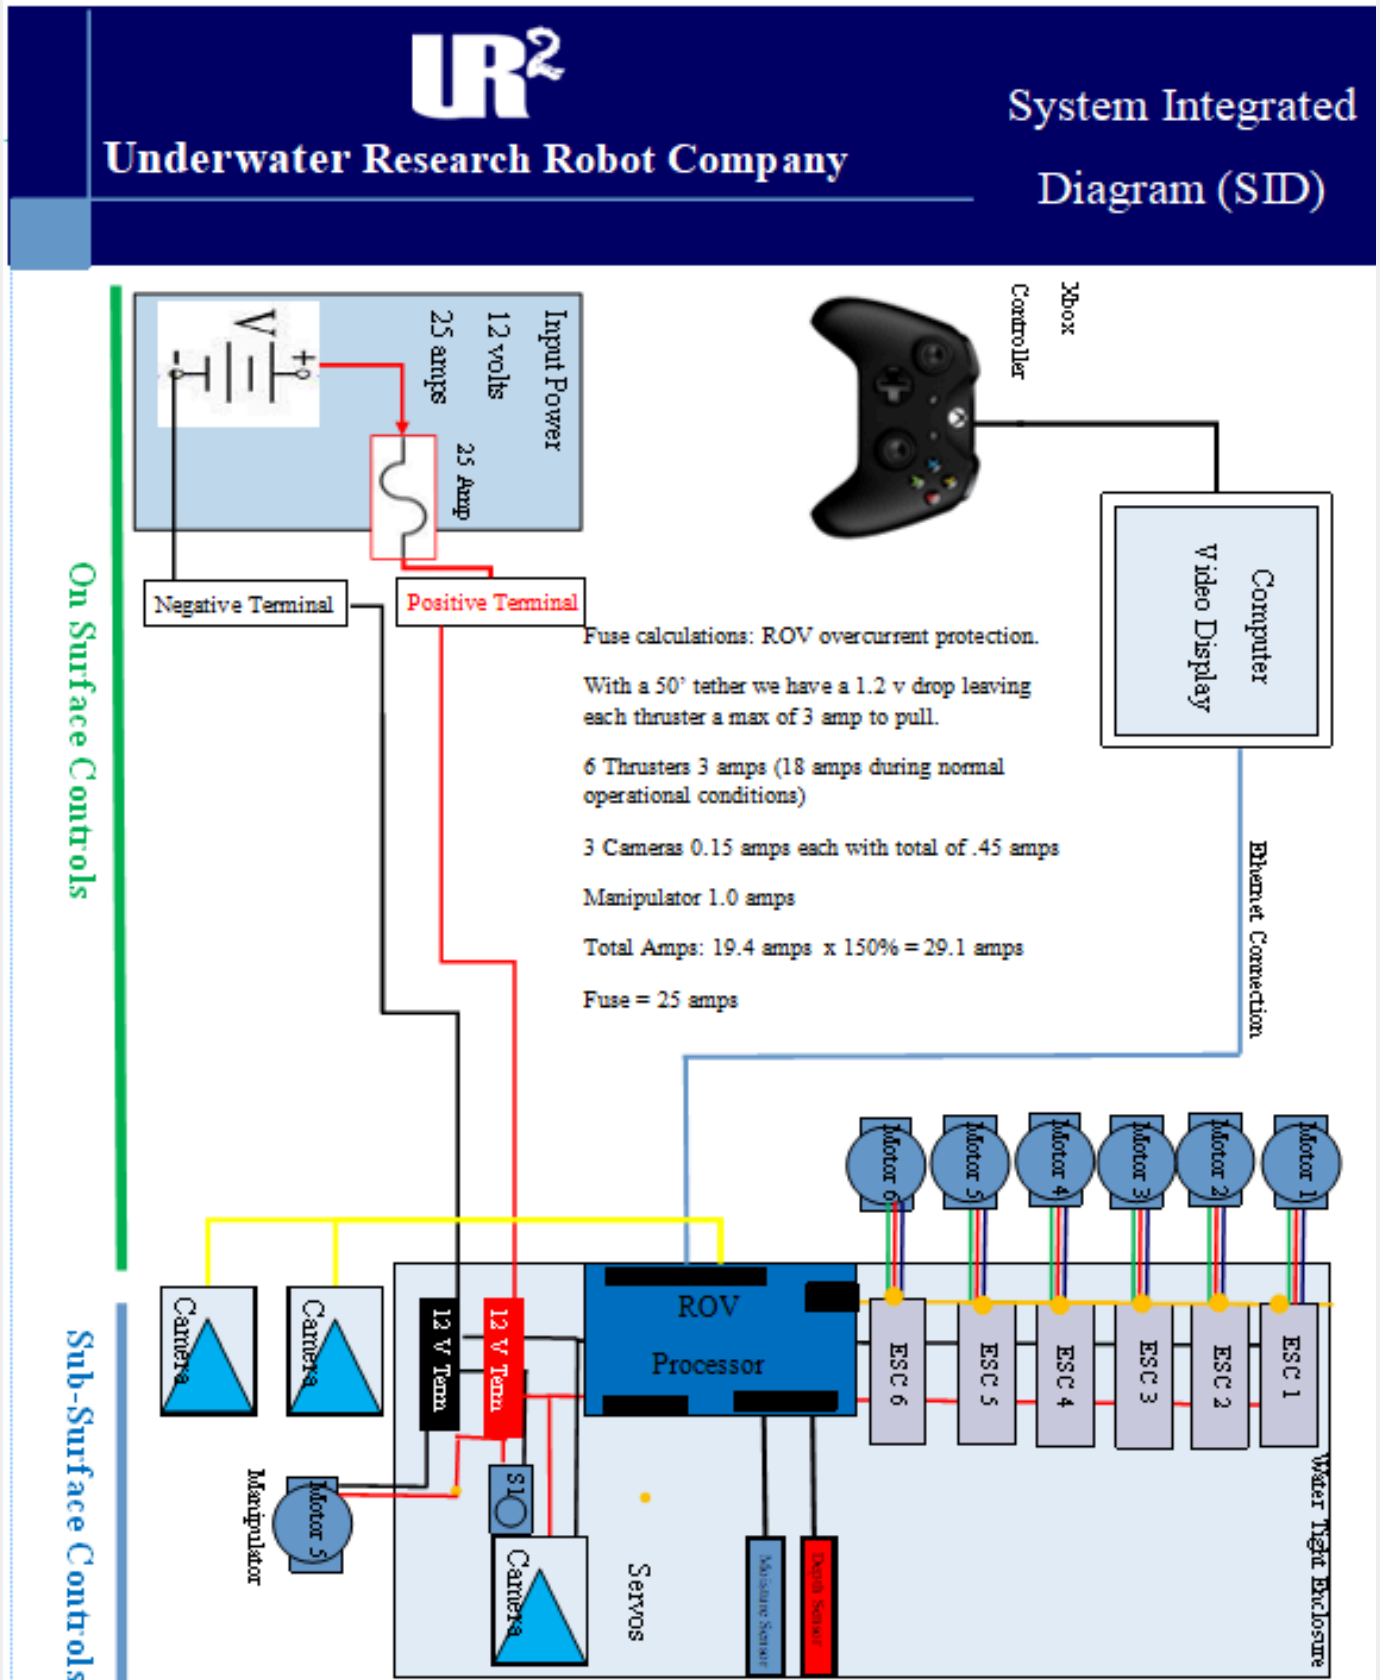 UR2
Underwater Research Robot Company
System Integrated
Diagram (SID)
On Surface Controls
Input Power
12 volts
25 amps
V
+
-
25 Amp
Negative Terminal
Positive Terminal
Xbox
Controller
Computer
Video Display
Ethernet Connection
Fuse calculations: ROV overcurrent protection.
With a 50’ tether we have a 1.2 v drop leaving
each thruster a max of 3 amp to pull.
6 Thrusters 3 amps (18 amps during normal
operational conditions)
3 Cameras 0.15 amps each with total of .45 amps
Manipulator 1.0 amps
Total Amps: 19.4 amps x 150% = 29.1 amps
Fuse = 25 amps
Motor 6
Motor 5
Motor 4
Motor 3
Motor 2
Motor 1
Sub-Surface Controls
Camera
Camera
12 V Term
12 V Term
ROV
Processor
ESC 6
ESC 5
ESC 4
ESC 3
ESC 2
ESC 1
Water Tight Enclosure
Manipulator
Motor 5
S1
Camera
Servos
Moisture Sensor
Depth Sensor